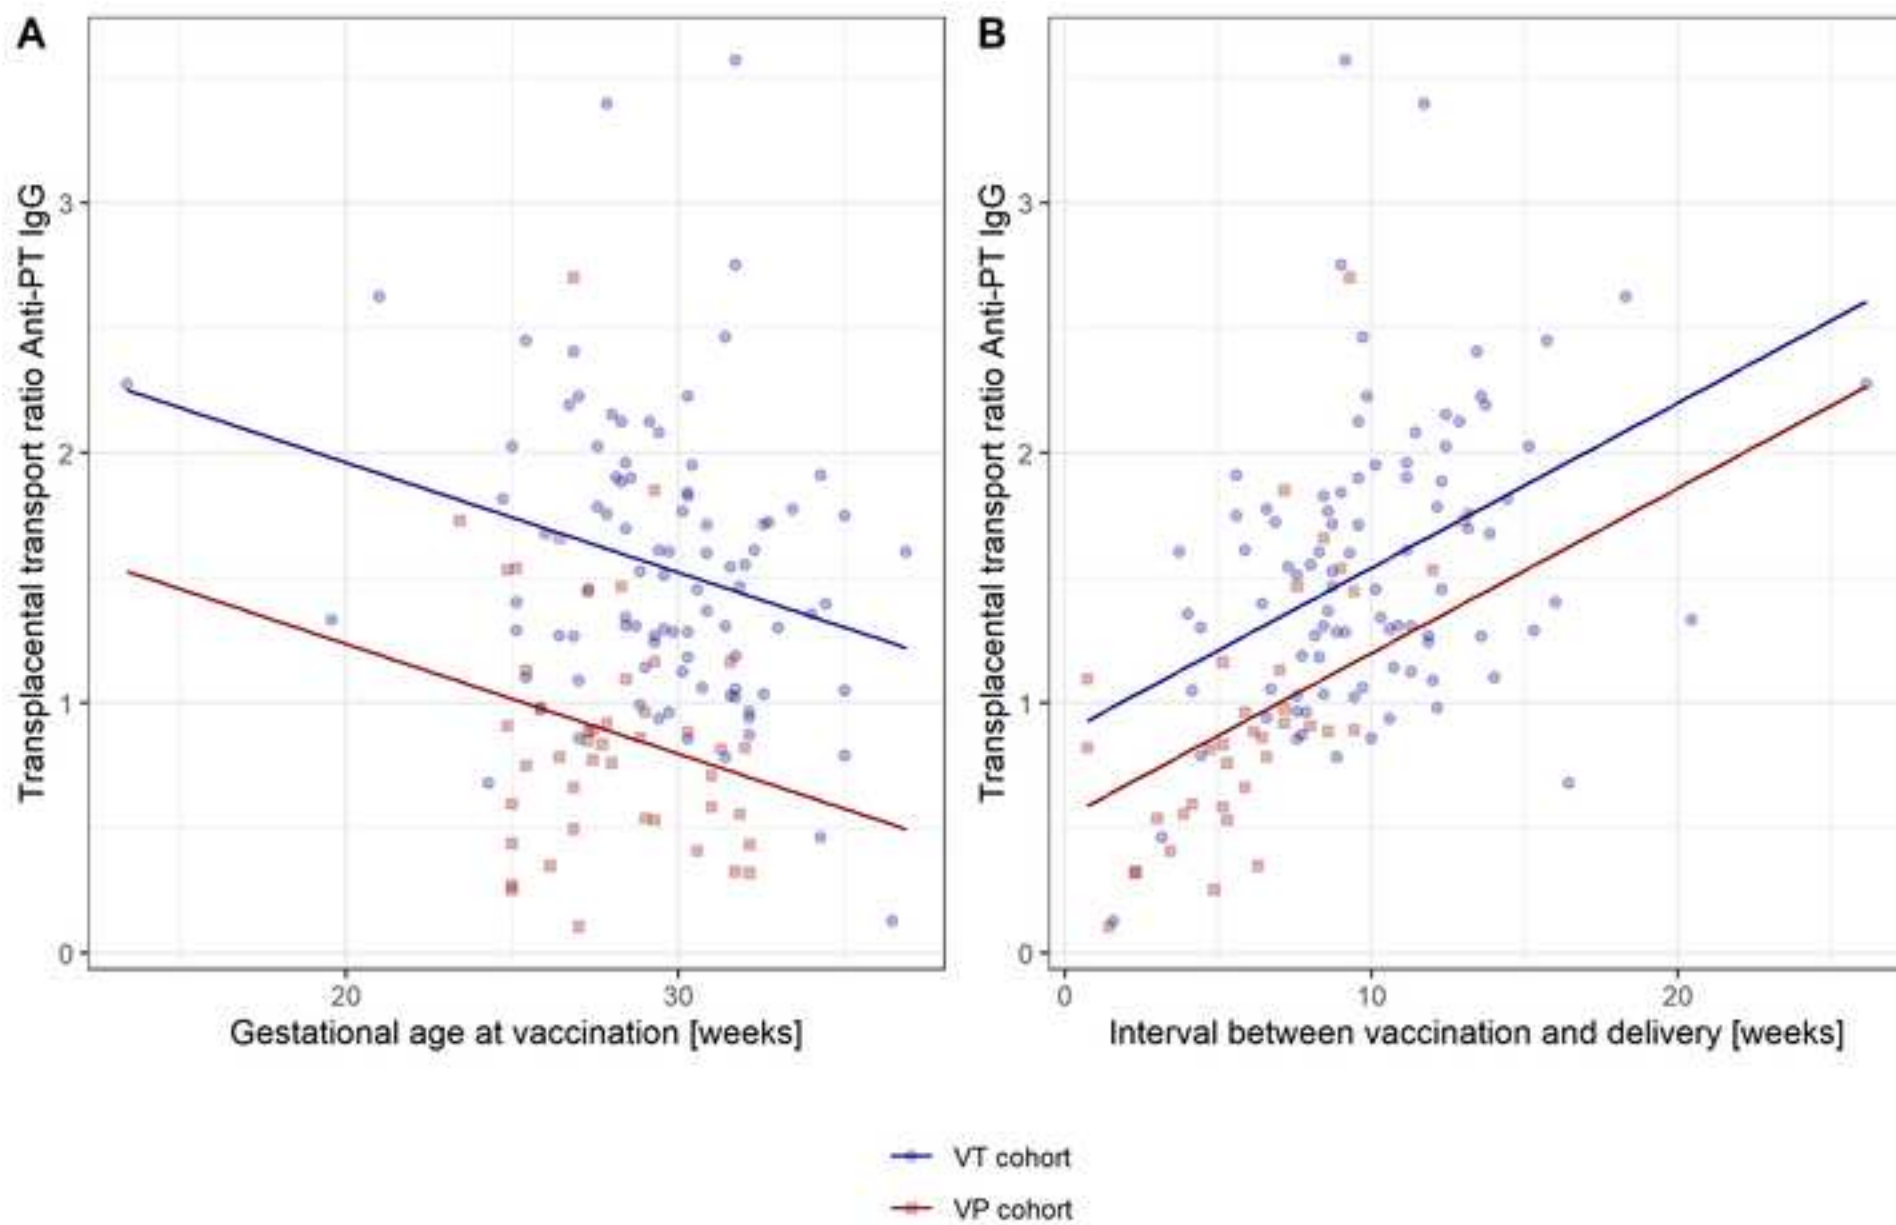 A
B
Transplacental transport ratio Anti-PT IgG
3
2
1
0
20
30
Gestational age at vaccination [weeks]
Transplacental transport ratio Anti-PT IgG
3
2
1
0
0
10
20
Interval between vaccination and delivery [weeks]
VT cohort
VP cohort